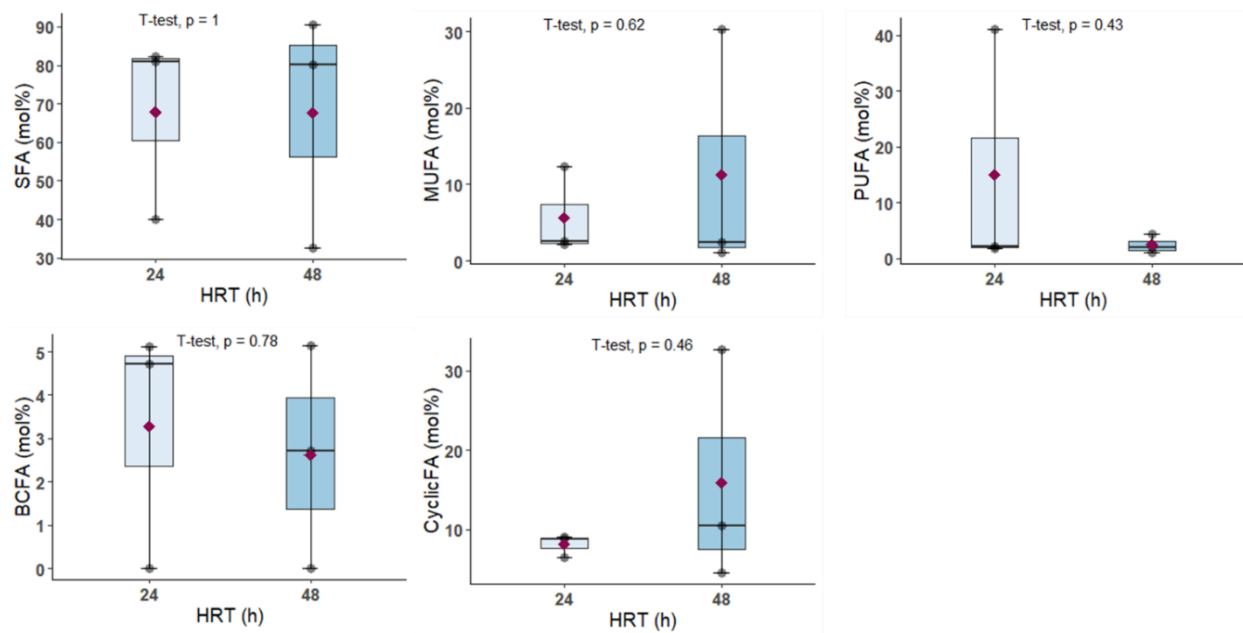 T-test, p = 1
SFA (mol%)
90
80
70
60
50
40
30
24
48
HRT (h)
T-test, p = 0.62
MUFA (mol%)
30
20
10
0
24
48
HRT (h)
T-test, p = 0.43
PUFA (mol%)
40
30
20
10
0
24
48
HRT (h)
T-test, p = 0.78
BCFA (mol%)
5
4
3
2
1
0
24
48
HRT (h)
T-test, p = 0.46
CyclicFA (mol%)
30
20
10
24
48
HRT (h)